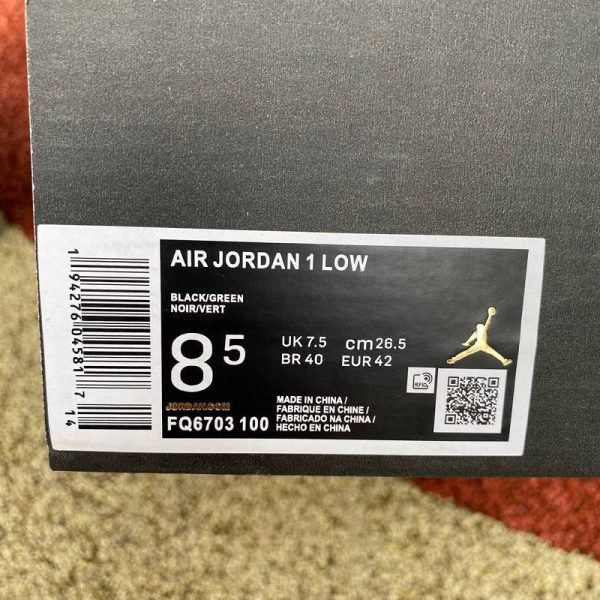 AIR JORDAN 1 LOW
BLACK/GREEN
NOIR/VERT
8 5
UK 7.5 cm 26.5
BR 40 EUR 42
JORDAN.COM
FQ6703 100
MADE IN CHINA /
FABRIQUE EN CHINE /
FABRICADO NA CHINA /
HECHO EN CHINA
RFID
1 94276 04581 7 14